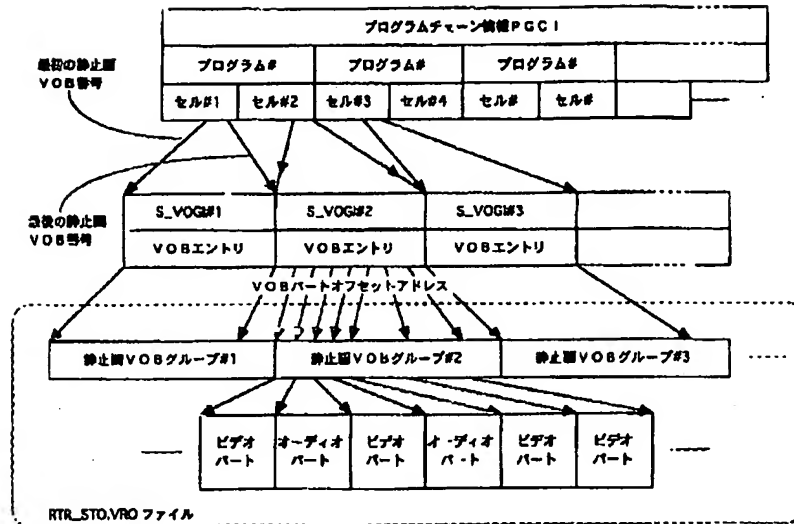 プログラムチェーン情報PGCI
プログラム# プログラム# プログラム#
セル#1 セル#2 セル#3 セル#4 セル# セル#
最初の静止画
VOB番号
最後の静止画
VOB番号
S_VOGI#1 S_VOGI#2 S_VOGI#3
VOBエントリ VOBエントリ VOBエントリ
VOBパートオフセットアドレス
静止画VOBグループ#1 静止画VOBグループ#2 静止画VOBグループ#3
ビデオ
パート
オーディオ
パート
ビデオ
パート
オーディオ
パート
ビデオ
パート
ビデオ
パート
RTR_STO.VRO ファイル